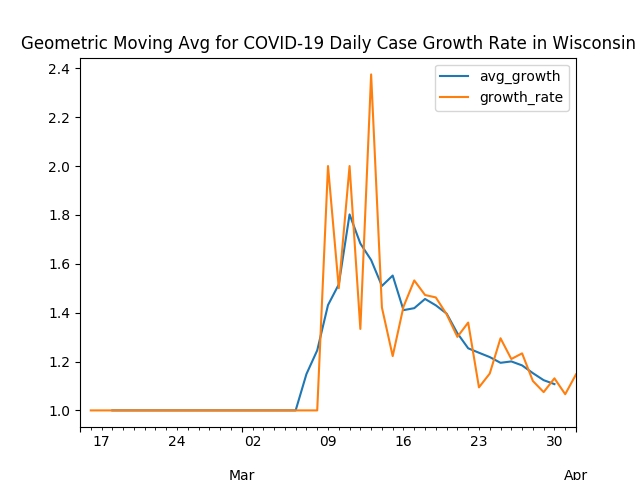 Geometric Moving Avg for COVID-19 Daily Case Growth Rate in Wisconsin
avg_growth
growth_rate
2.4
2.2
2.0
1.8
1.6
1.4
1.2
1.0
17 24 02 09 16 23 30
Mar Apr